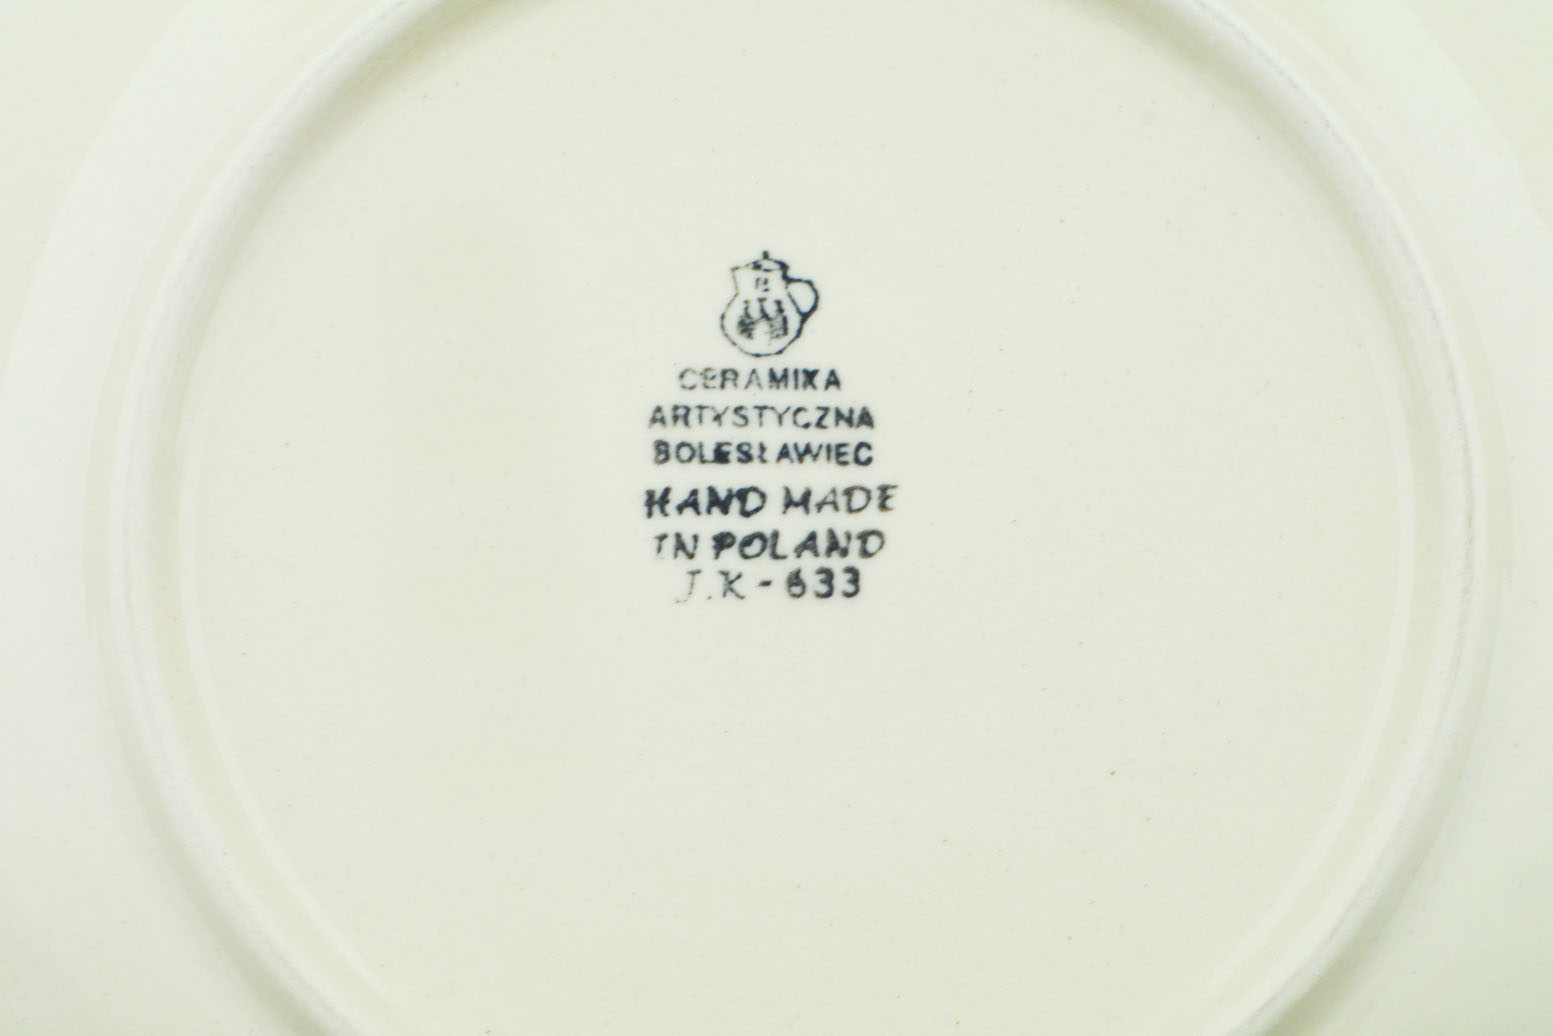 CERAMIKA
ARTYSTYCZNA
BOLESŁAWIEC
HAND MADE
IN POLAND
J.K-633